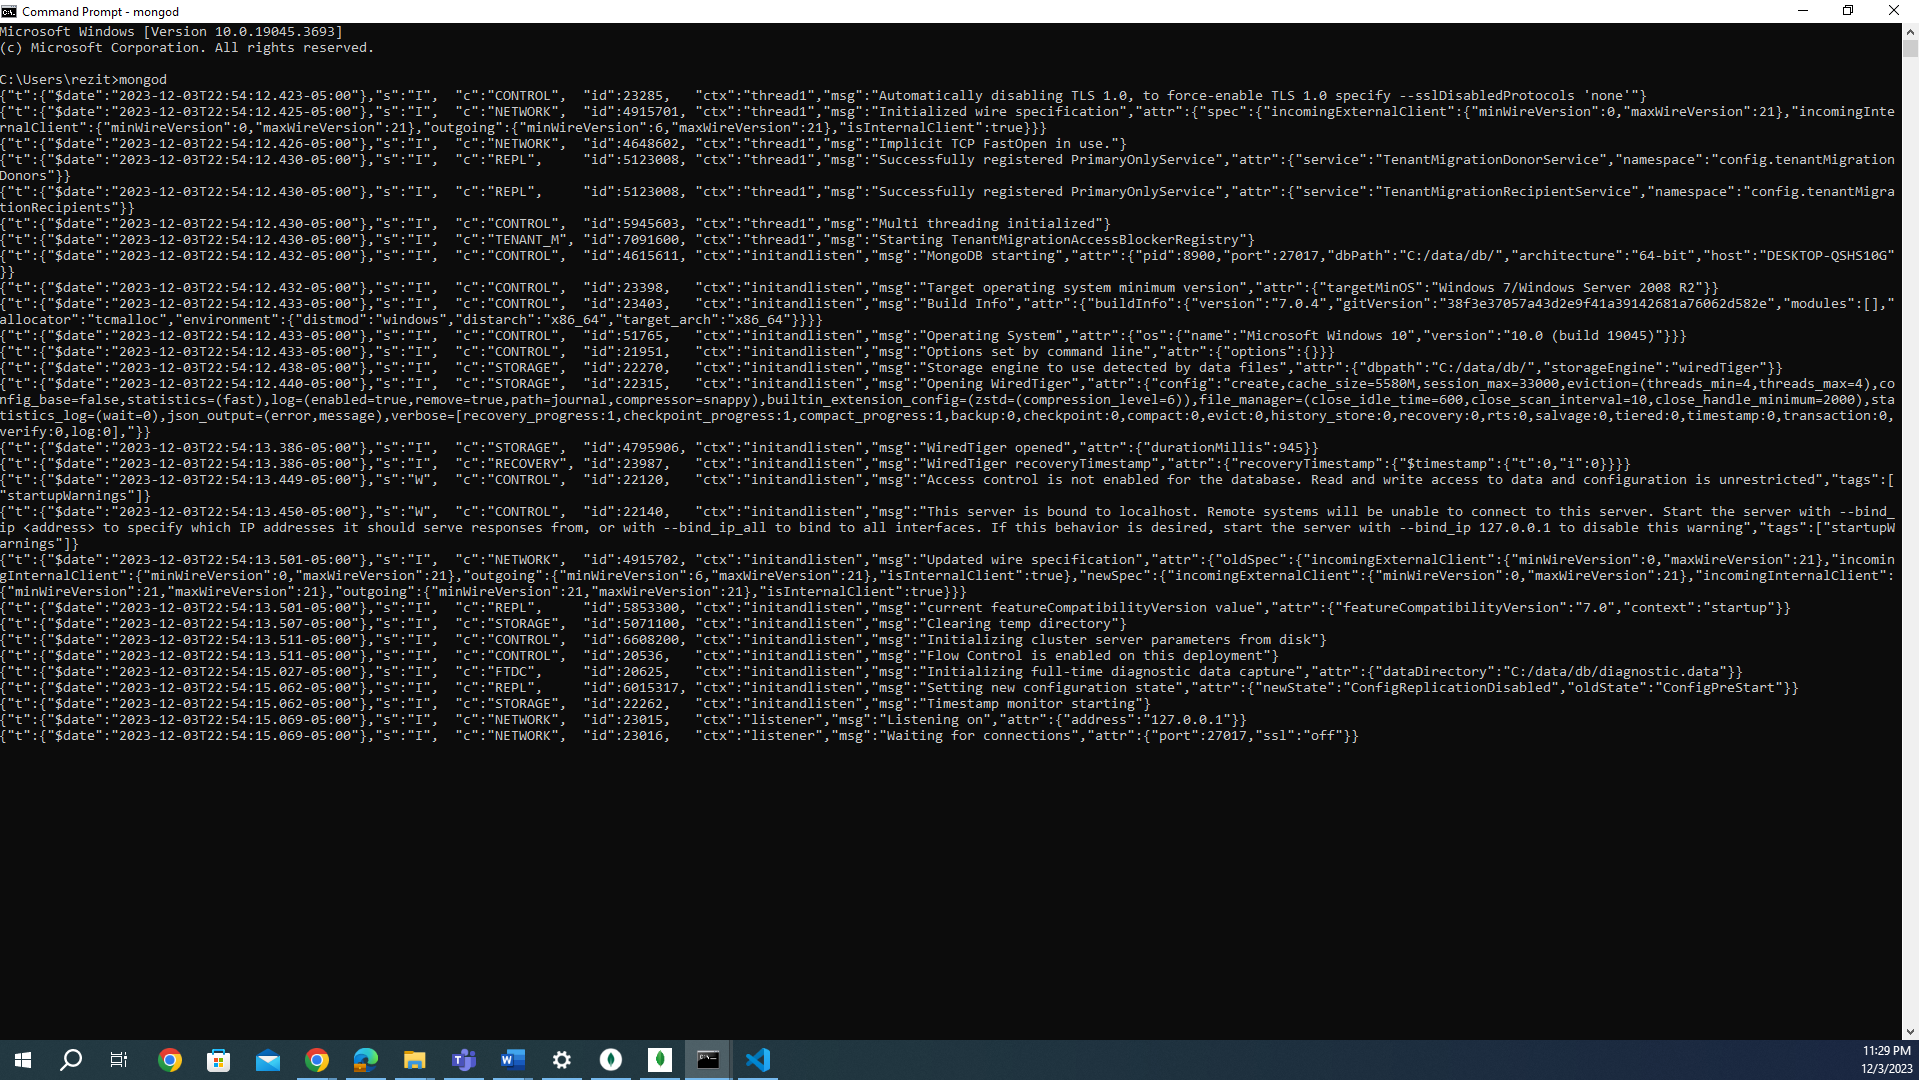 Command Prompt - mongod
Microsoft Windows [Version 10.0.19045.3693]
(c) Microsoft Corporation. All rights reserved.
C:\Users\rezit>mongod
{"t":{"$date":"2023-12-03T22:54:12.423-05:00"},"s":"I",  "c":"CONTROL",  "id":23285,   "ctx":"thread1","msg":"Automatically disabling TLS 1.0, to force-enable TLS 1.0 specify --sslDisabledProtocols 'none'"}
{"t":{"$date":"2023-12-03T22:54:12.425-05:00"},"s":"I",  "c":"NETWORK",  "id":4915701, "ctx":"thread1","msg":"Initialized wire specification","attr":{"spec":{"incomingExternalClient":{"minWireVersion":0,"maxWireVersion":21},"incomingInte
rnalClient":{"minWireVersion":0,"maxWireVersion":21},"outgoing":{"minWireVersion":6,"maxWireVersion":21},"isInternalClient":true}}}
{"t":{"$date":"2023-12-03T22:54:12.426-05:00"},"s":"I",  "c":"NETWORK",  "id":4648602, "ctx":"thread1","msg":"Implicit TCP FastOpen in use."}
{"t":{"$date":"2023-12-03T22:54:12.430-05:00"},"s":"I",  "c":"REPL",     "id":5123008, "ctx":"thread1","msg":"Successfully registered PrimaryOnlyService","attr":{"service":"TenantMigrationDonorService","namespace":"config.tenantMigration
Donors"}}
{"t":{"$date":"2023-12-03T22:54:12.430-05:00"},"s":"I",  "c":"REPL",     "id":5123008, "ctx":"thread1","msg":"Successfully registered PrimaryOnlyService","attr":{"service":"TenantMigrationRecipientService","namespace":"config.tenantMigra
tionRecipients"}}
{"t":{"$date":"2023-12-03T22:54:12.430-05:00"},"s":"I",  "c":"CONTROL",  "id":5945603, "ctx":"thread1","msg":"Multi threading initialized"}
{"t":{"$date":"2023-12-03T22:54:12.430-05:00"},"s":"I",  "c":"TENANT_M", "id":7091600, "ctx":"thread1","msg":"Starting TenantMigrationAccessBlockerRegistry"}
{"t":{"$date":"2023-12-03T22:54:12.432-05:00"},"s":"I",  "c":"CONTROL",  "id":4615611, "ctx":"initandlisten","msg":"MongoDB starting","attr":{"pid":8900,"port":27017,"dbPath":"C:/data/db/","architecture":"64-bit","host":"DESKTOP-QSHS10G"
}}
{"t":{"$date":"2023-12-03T22:54:12.432-05:00"},"s":"I",  "c":"CONTROL",  "id":23398,   "ctx":"initandlisten","msg":"Target operating system minimum version","attr":{"targetMinOS":"Windows 7/Windows Server 2008 R2"}}
{"t":{"$date":"2023-12-03T22:54:12.433-05:00"},"s":"I",  "c":"CONTROL",  "id":23403,   "ctx":"initandlisten","msg":"Build Info","attr":{"buildInfo":{"version":"7.0.4","gitVersion":"38f3e37057a43d2e9f41a39142681a76062d582e","modules":[],"
allocator":"tcmalloc","environment":{"distmod":"windows","distarch":"x86_64","target_arch":"x86_64"}}}}
{"t":{"$date":"2023-12-03T22:54:12.433-05:00"},"s":"I",  "c":"CONTROL",  "id":51765,   "ctx":"initandlisten","msg":"Operating System","attr":{"os":{"name":"Microsoft Windows 10","version":"10.0 (build 19045)"}}}
{"t":{"$date":"2023-12-03T22:54:12.433-05:00"},"s":"I",  "c":"CONTROL",  "id":21951,   "ctx":"initandlisten","msg":"Options set by command line","attr":{"options":{}}}
{"t":{"$date":"2023-12-03T22:54:12.438-05:00"},"s":"I",  "c":"STORAGE",  "id":22270,   "ctx":"initandlisten","msg":"Storage engine to use detected by data files","attr":{"dbpath":"C:/data/db/","storageEngine":"wiredTiger"}}
{"t":{"$date":"2023-12-03T22:54:12.440-05:00"},"s":"I",  "c":"STORAGE",  "id":22315,   "ctx":"initandlisten","msg":"Opening WiredTiger","attr":{"config":"create,cache_size=5580M,session_max=33000,eviction=(threads_min=4,threads_max=4),co
nfig_base=false,statistics=(fast),log=(enabled=true,remove=true,path=journal,compressor=snappy),builtin_extension_config=(zstd=(compression_level=6)),file_manager=(close_idle_time=600,close_scan_interval=10,close_handle_minimum=2000),sta
tistics_log=(wait=0),json_output=(error,message),verbose=[recovery_progress:1,checkpoint_progress:1,compact_progress:1,backup:0,checkpoint:0,compact:0,evict:0,history_store:0,recovery:0,rts:0,salvage:0,tiered:0,timestamp:0,transaction:0,
verify:0,log:0],"}}
{"t":{"$date":"2023-12-03T22:54:13.386-05:00"},"s":"I",  "c":"STORAGE",  "id":4795906, "ctx":"initandlisten","msg":"WiredTiger opened","attr":{"durationMillis":945}}
{"t":{"$date":"2023-12-03T22:54:13.386-05:00"},"s":"I",  "c":"RECOVERY", "id":23987,   "ctx":"initandlisten","msg":"WiredTiger recoveryTimestamp","attr":{"recoveryTimestamp":{"$timestamp":{"t":0,"i":0}}}}
{"t":{"$date":"2023-12-03T22:54:13.449-05:00"},"s":"W",  "c":"CONTROL",  "id":22120,   "ctx":"initandlisten","msg":"Access control is not enabled for the database. Read and write access to data and configuration is unrestricted","tags":[
"startupWarnings"]}
{"t":{"$date":"2023-12-03T22:54:13.450-05:00"},"s":"W",  "c":"CONTROL",  "id":22140,   "ctx":"initandlisten","msg":"This server is bound to localhost. Remote systems will be unable to connect to this server. Start the server with --bind_
ip <address> to specify which IP addresses it should serve responses from, or with --bind_ip_all to bind to all interfaces. If this behavior is desired, start the server with --bind_ip 127.0.0.1 to disable this warning","tags":["startupW
arnings"]}
{"t":{"$date":"2023-12-03T22:54:13.501-05:00"},"s":"I",  "c":"NETWORK",  "id":4915702, "ctx":"initandlisten","msg":"Updated wire specification","attr":{"oldSpec":{"incomingExternalClient":{"minWireVersion":0,"maxWireVersion":21},"incomin
gInternalClient":{"minWireVersion":0,"maxWireVersion":21},"outgoing":{"minWireVersion":6,"maxWireVersion":21},"isInternalClient":true},"newSpec":{"incomingExternalClient":{"minWireVersion":0,"maxWireVersion":21},"incomingInternalClient":
{"minWireVersion":21,"maxWireVersion":21},"outgoing":{"minWireVersion":21,"maxWireVersion":21},"isInternalClient":true}}}
{"t":{"$date":"2023-12-03T22:54:13.501-05:00"},"s":"I",  "c":"REPL",     "id":5853300, "ctx":"initandlisten","msg":"current featureCompatibilityVersion value","attr":{"featureCompatibilityVersion":"7.0","context":"startup"}}
{"t":{"$date":"2023-12-03T22:54:13.507-05:00"},"s":"I",  "c":"STORAGE",  "id":5071100, "ctx":"initandlisten","msg":"Clearing temp directory"}
{"t":{"$date":"2023-12-03T22:54:13.511-05:00"},"s":"I",  "c":"CONTROL",  "id":6608200, "ctx":"initandlisten","msg":"Initializing cluster server parameters from disk"}
{"t":{"$date":"2023-12-03T22:54:13.511-05:00"},"s":"I",  "c":"CONTROL",  "id":20536,   "ctx":"initandlisten","msg":"Flow Control is enabled on this deployment"}
{"t":{"$date":"2023-12-03T22:54:15.027-05:00"},"s":"I",  "c":"FTDC",     "id":20625,   "ctx":"initandlisten","msg":"Initializing full-time diagnostic data capture","attr":{"dataDirectory":"C:/data/db/diagnostic.data"}}
{"t":{"$date":"2023-12-03T22:54:15.062-05:00"},"s":"I",  "c":"REPL",     "id":6015317, "ctx":"initandlisten","msg":"Setting new configuration state","attr":{"newState":"ConfigReplicationDisabled","oldState":"ConfigPreStart"}}
{"t":{"$date":"2023-12-03T22:54:15.062-05:00"},"s":"I",  "c":"STORAGE",  "id":22262,   "ctx":"initandlisten","msg":"Timestamp monitor starting"}
{"t":{"$date":"2023-12-03T22:54:15.069-05:00"},"s":"I",  "c":"NETWORK",  "id":23015,   "ctx":"listener","msg":"Listening on","attr":{"address":"127.0.0.1"}}
{"t":{"$date":"2023-12-03T22:54:15.069-05:00"},"s":"I",  "c":"NETWORK",  "id":23016,   "ctx":"listener","msg":"Waiting for connections","attr":{"port":27017,"ssl":"off"}}
11:29 PM
12/3/2023